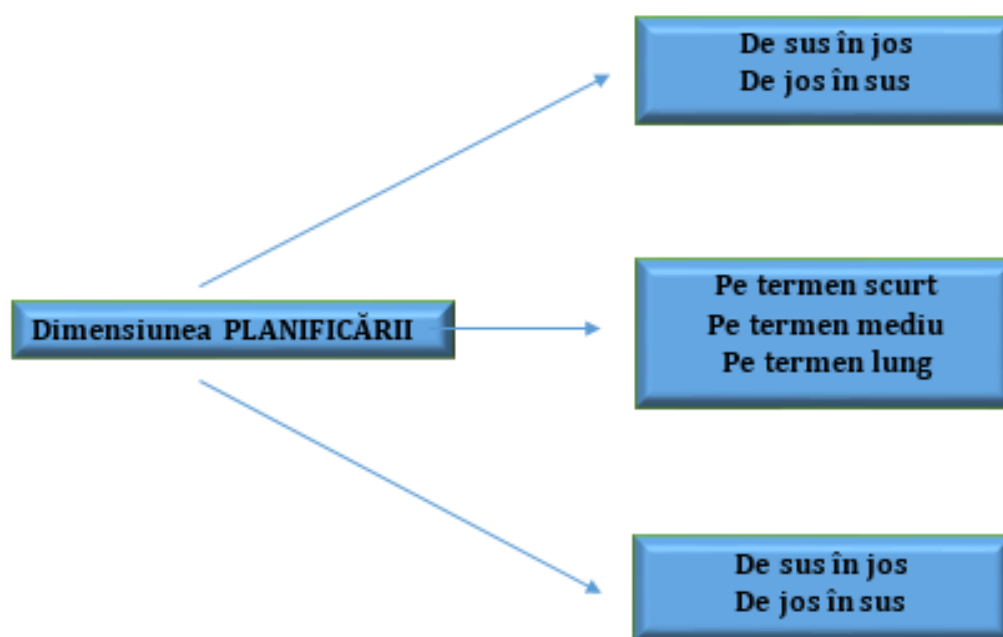 De sus în jos
De jos în sus
Dimensiunea PLANIFICĂRII
Pe termen scurt
Pe termen mediu
Pe termen lung
De sus în jos
De jos în sus